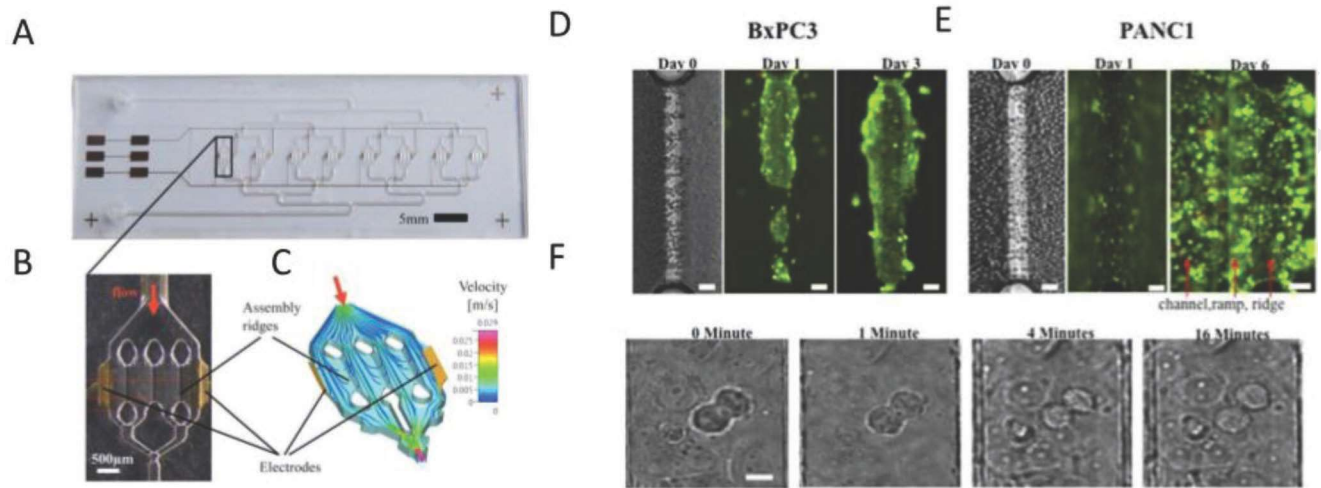 A
5mm
B
flow
500µm
C
Velocity
[m/s]
0.029
0.025
0.02
0.015
0.01
0.005
0
Assembly
ridges
Electrodes
D
BxPC3
Day 0
Day 1
Day 3
E
PANC1
Day 0
Day 1
Day 6
channel,ramp, ridge
F
0 Minute
1 Minute
4 Minutes
16 Minutes